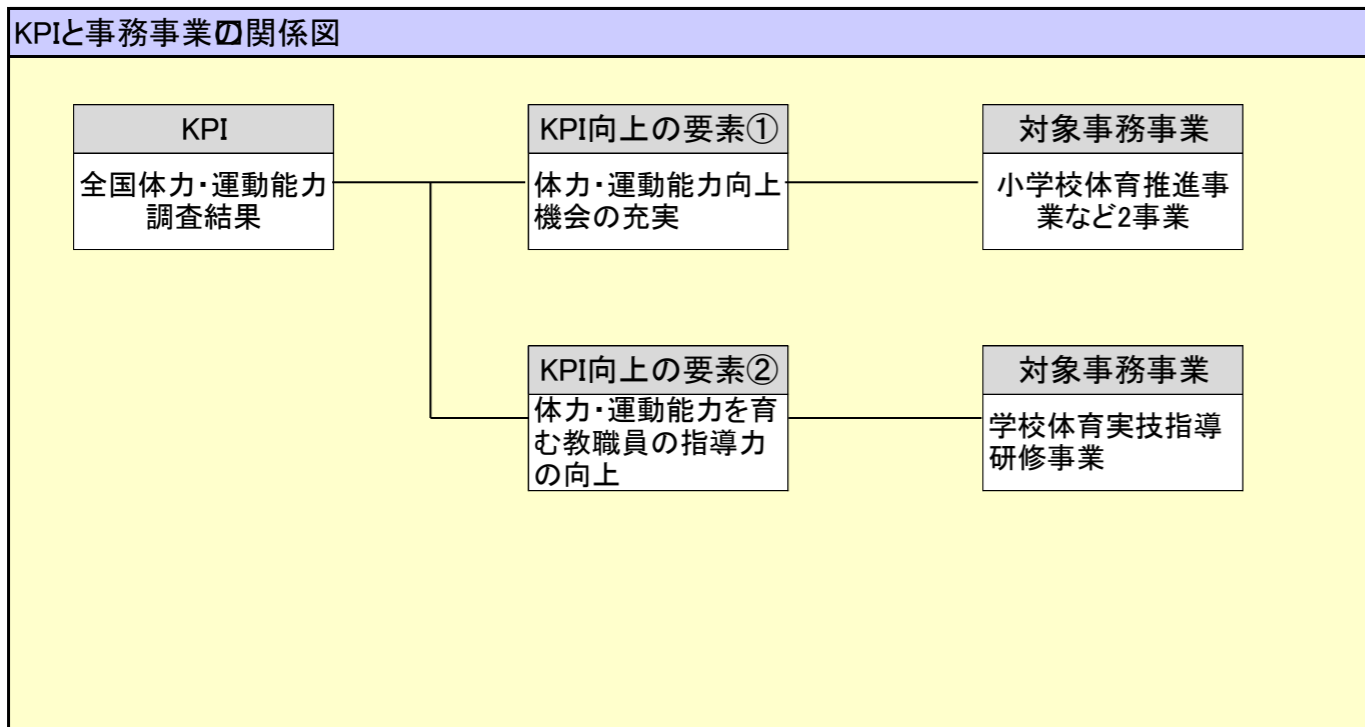 KPIと事務事業の関係図
KPI
全国体力・運動能力
調査結果
KPI向上の要素①
体力・運動能力向上
機会の充実
対象事務事業
小学校体育推進事
業など2事業
KPI向上の要素②
体力・運動能力を育
む教職員の指導力
の向上
対象事務事業
学校体育実技指導
研修事業